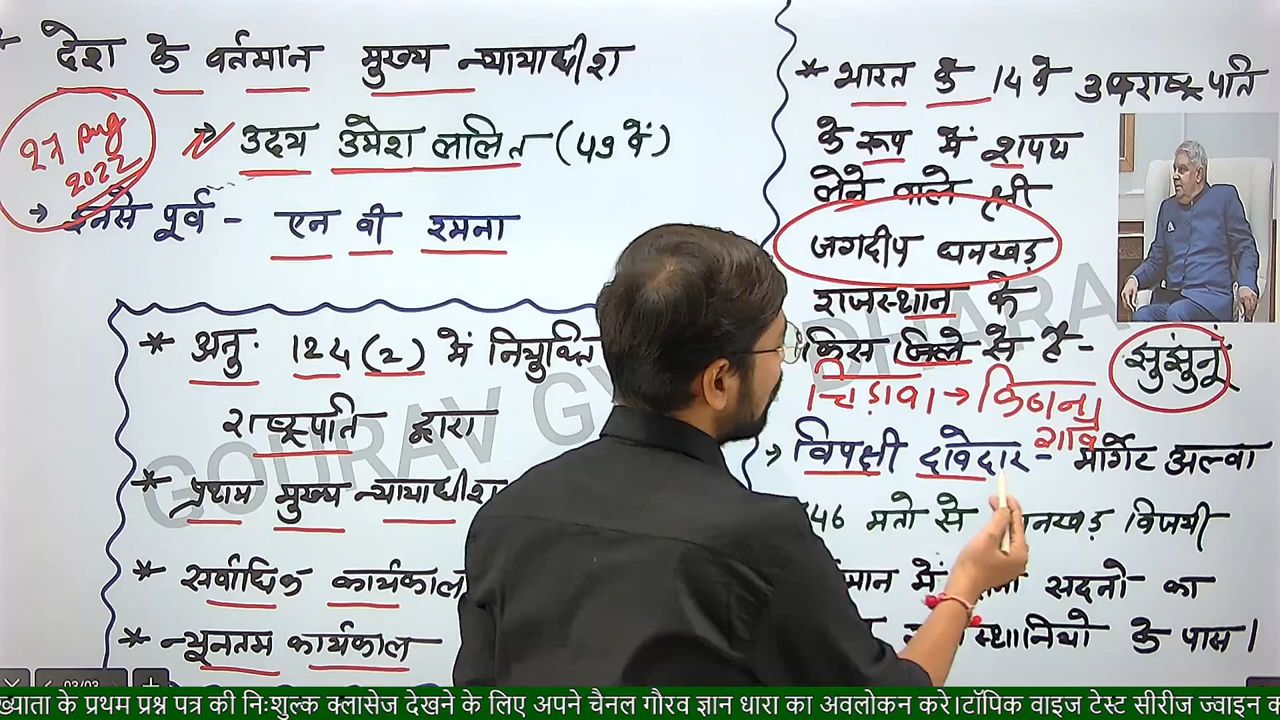 * देश के वर्तमान मुख्य न्यायाधीश
→ उदय उमेश ललित (49 वें)
27 Aug
2022
→ इनसे पूर्व - एन वी रमना
* अनु. 124 (2) में नियुक्ति
राष्ट्रपति द्वारा
* प्रथम मुख्य न्यायाधीश
* सर्वाधिक कार्यकाल
* न्यूनतम कार्यकाल
* भारत के 14 वें उपराष्ट्रपति
के रूप में शपथ
लेने वाले श्री
जगदीप धनखड़
राजस्थान के
किस जिले से है - झुंझुनूं
चिड़ावा → किठाना
गांव
→ विपक्षी दावेदार - मार्गेट अल्वा
346 मतो से धनखड़ विजयी
में सदनो का
के पास।
GOURAV GYAN DHARA
03/03
ख्याता के प्रथम प्रश्न पत्र की निःशुल्क क्लासेज देखने के लिए अपने चैनल गौरव ज्ञान धारा का अवलोकन करे।टॉपिक वाइज टेस्ट सीरीज ज्वाइन क